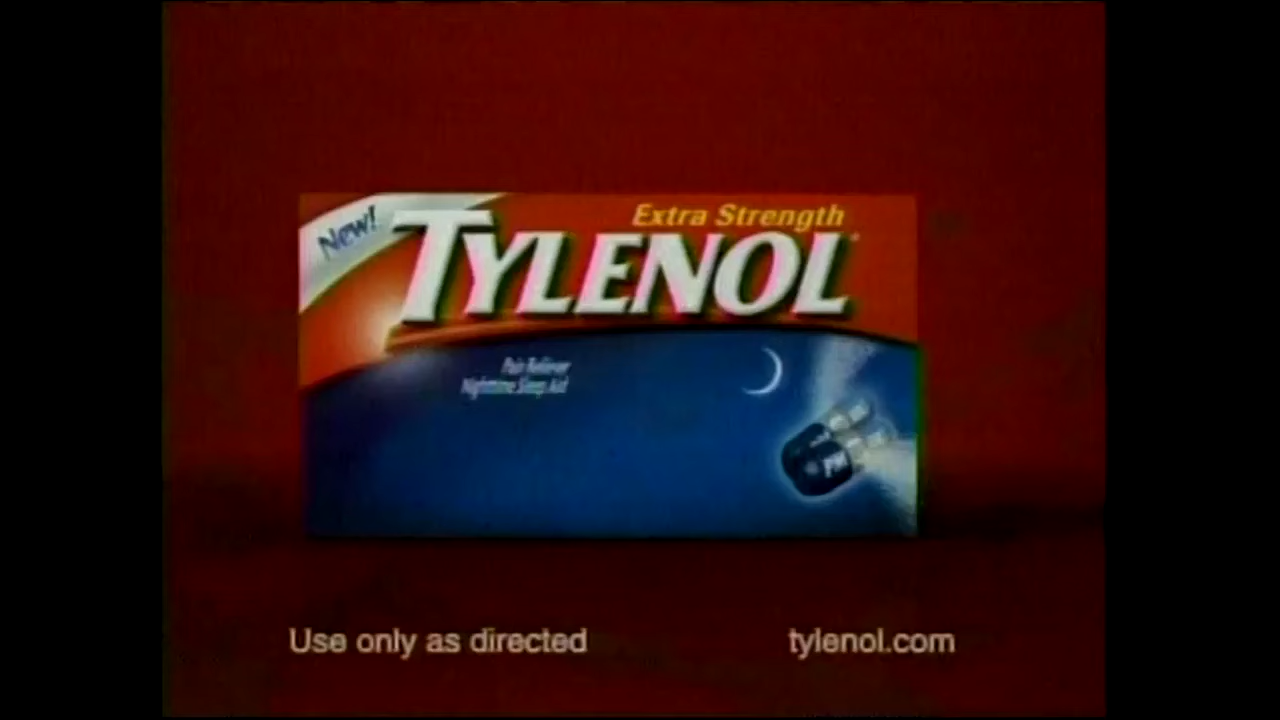 New!
Extra Strength
TYLENOL
Pain Reliever
Nighttime Sleep Aid
PM
Use only as directed
tylenol.com